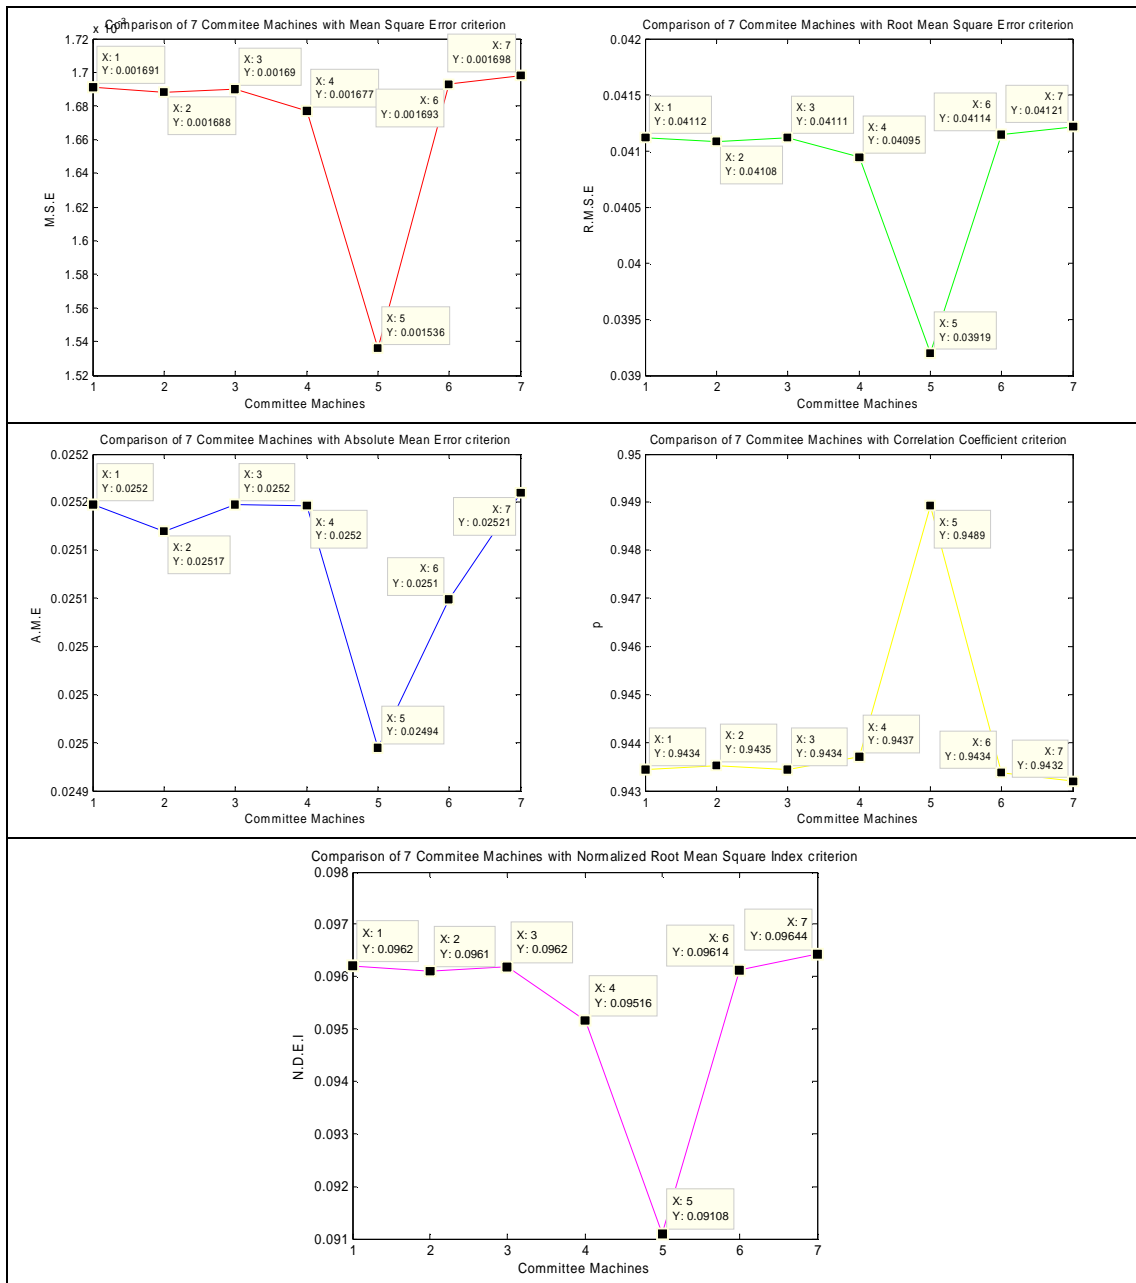 Comparison of 7 Commitee Machines with Mean Square Error criterion
x 10^-3
1.72
1.7
1.68
1.66
1.64
1.62
1.6
1.58
1.56
1.54
1.52
M.S.E
X: 1
Y: 0.001691
X: 2
Y: 0.001688
X: 3
Y: 0.00169
X: 4
Y: 0.001677
X: 5
Y: 0.001536
X: 6
Y: 0.001693
X: 7
Y: 0.001698
1 2 3 4 5 6 7
Committee Machines
Comparison of 7 Commitee Machines with Root Mean Square Error criterion
0.042
0.0415
0.041
0.0405
0.04
0.0395
0.039
R.M.S.E
X: 1
Y: 0.04112
X: 2
Y: 0.04108
X: 3
Y: 0.04111
X: 4
Y: 0.04095
X: 5
Y: 0.03919
X: 6
Y: 0.04114
X: 7
Y: 0.04121
1 2 3 4 5 6 7
Committee Machines
Comparison of 7 Commitee Machines with Absolute Mean Error criterion
0.0252
0.0252
0.0251
0.0251
0.025
0.025
0.025
0.0249
A.M.E
X: 1
Y: 0.0252
X: 2
Y: 0.02517
X: 3
Y: 0.0252
X: 4
Y: 0.0252
X: 5
Y: 0.02494
X: 6
Y: 0.0251
X: 7
Y: 0.02521
1 2 3 4 5 6 7
Committee Machines
Comparison of 7 Commitee Machines with Correlation Coefficient criterion
0.95
0.949
0.948
0.947
0.946
0.945
0.944
0.943
p
X: 1
Y: 0.9434
X: 2
Y: 0.9435
X: 3
Y: 0.9434
X: 4
Y: 0.9437
X: 5
Y: 0.9489
X: 6
Y: 0.9434
X: 7
Y: 0.9432
1 2 3 4 5 6 7
Committee Machines
Comparison of 7 Commitee Machines with Normalized Root Mean Square Index criterion
0.098
0.097
0.096
0.095
0.094
0.093
0.092
0.091
N.D.E.I
X: 1
Y: 0.0962
X: 2
Y: 0.0961
X: 3
Y: 0.0962
X: 4
Y: 0.09516
X: 5
Y: 0.09108
X: 6
Y: 0.09614
X: 7
Y: 0.09644
1 2 3 4 5 6 7
Committee Machines